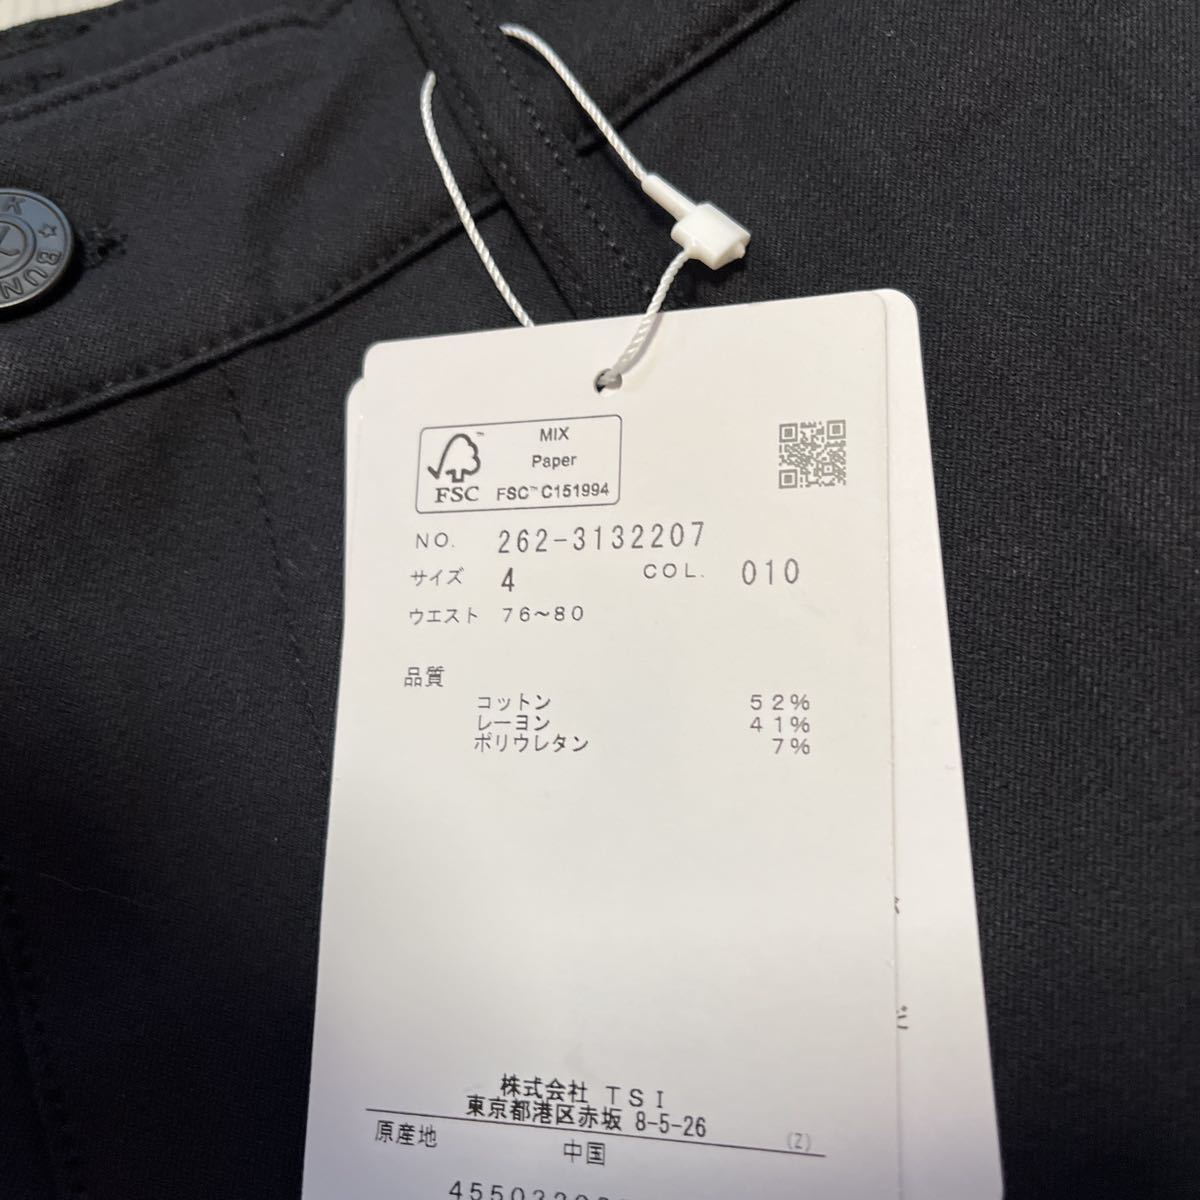 K ☆ BUN
MIX
Paper
FSC™ C151994
FSC
NO. 262-3132207
サイズ 4 COL. 010
ウエスト 76~80
品質
コットン 52%
レーヨン 41%
ポリウレタン 7%
株式会社 TSI
東京都港区赤坂 8-5-26
(2)
原産地 中国